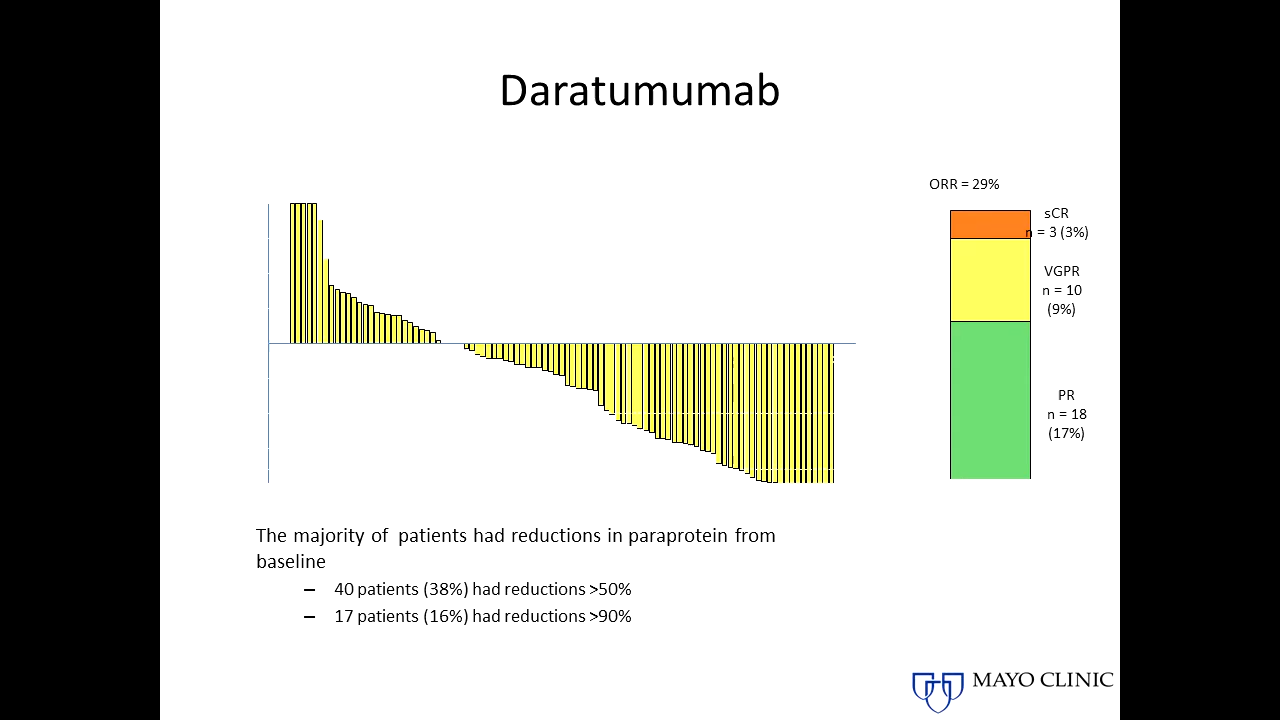 Daratumumab
ORR = 29%
sCR
n = 3 (3%)
VGPR
n = 10
(9%)
PR
n = 18
(17%)
The majority of patients had reductions in paraprotein from
baseline
– 40 patients (38%) had reductions >50%
– 17 patients (16%) had reductions >90%
MAYO CLINIC